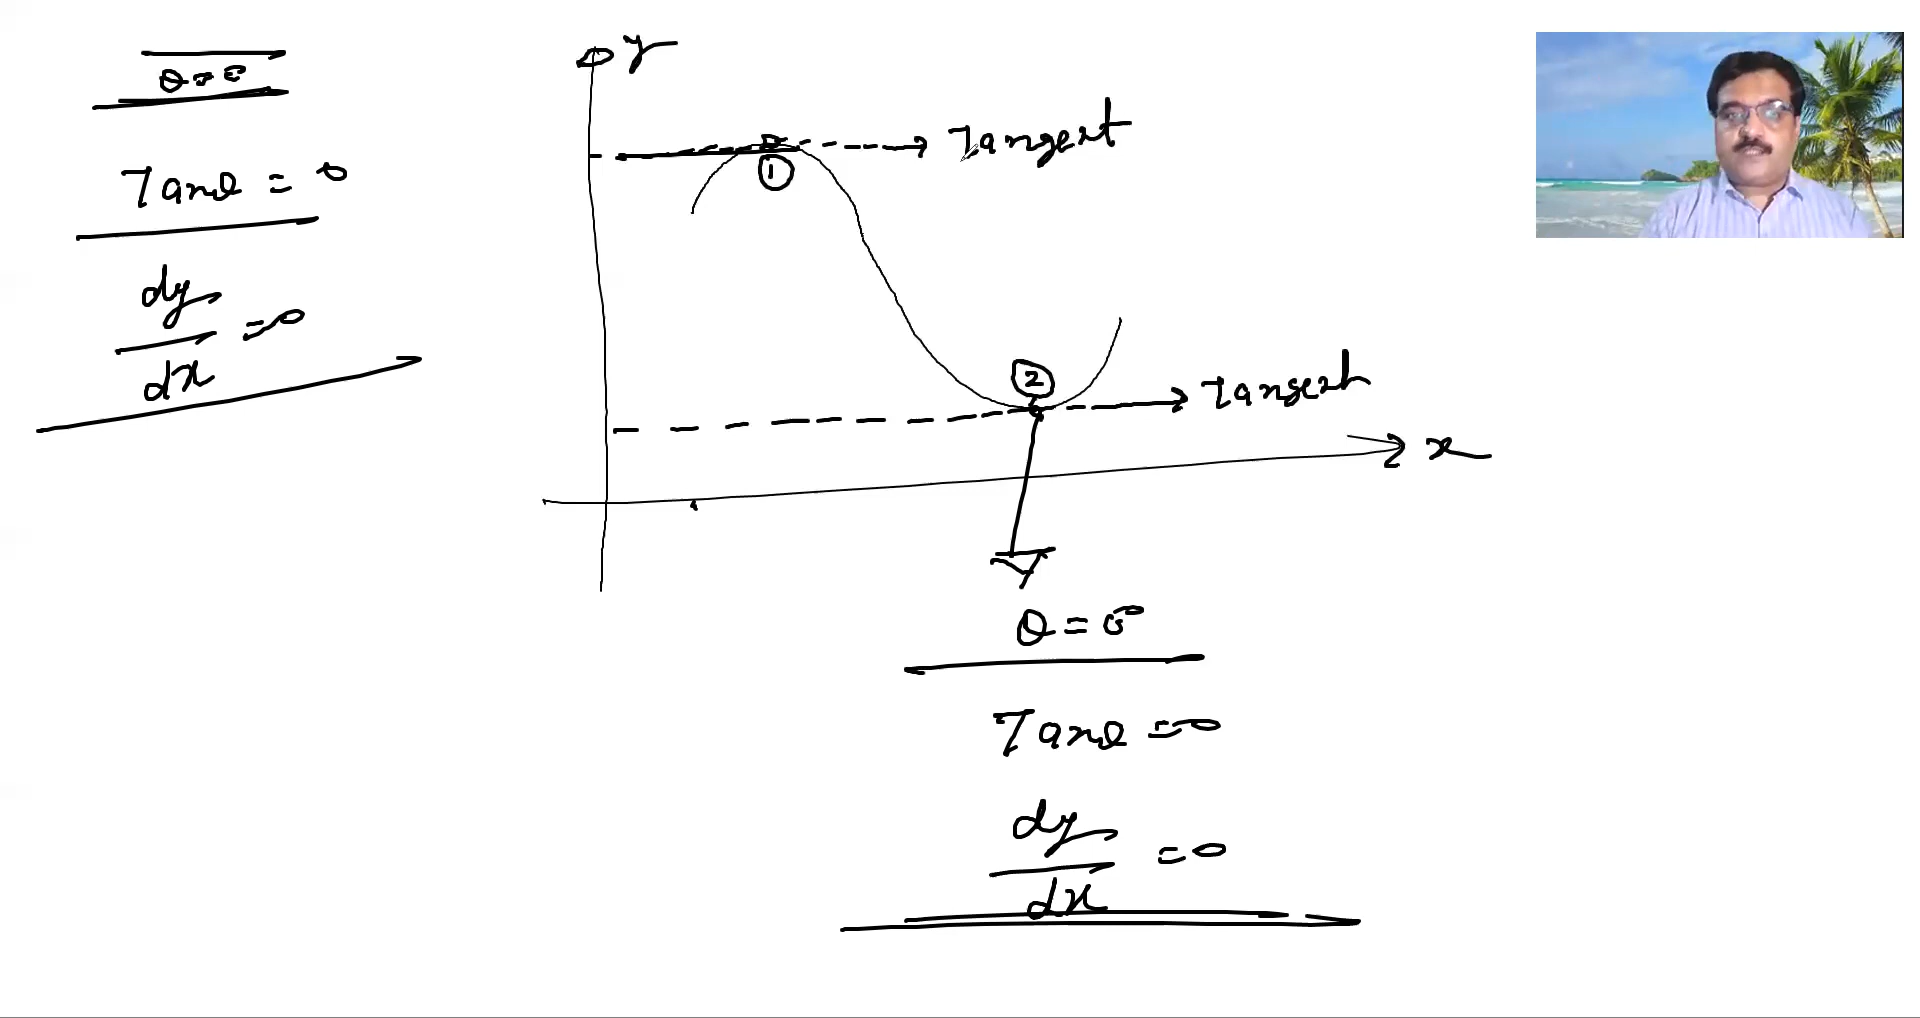 θ = 0
Tanθ = 0
dy
dx
= 0
y
Tangent
1
2
Tangent
x
θ = 0°
Tanθ = 0
dy
dx
= 0